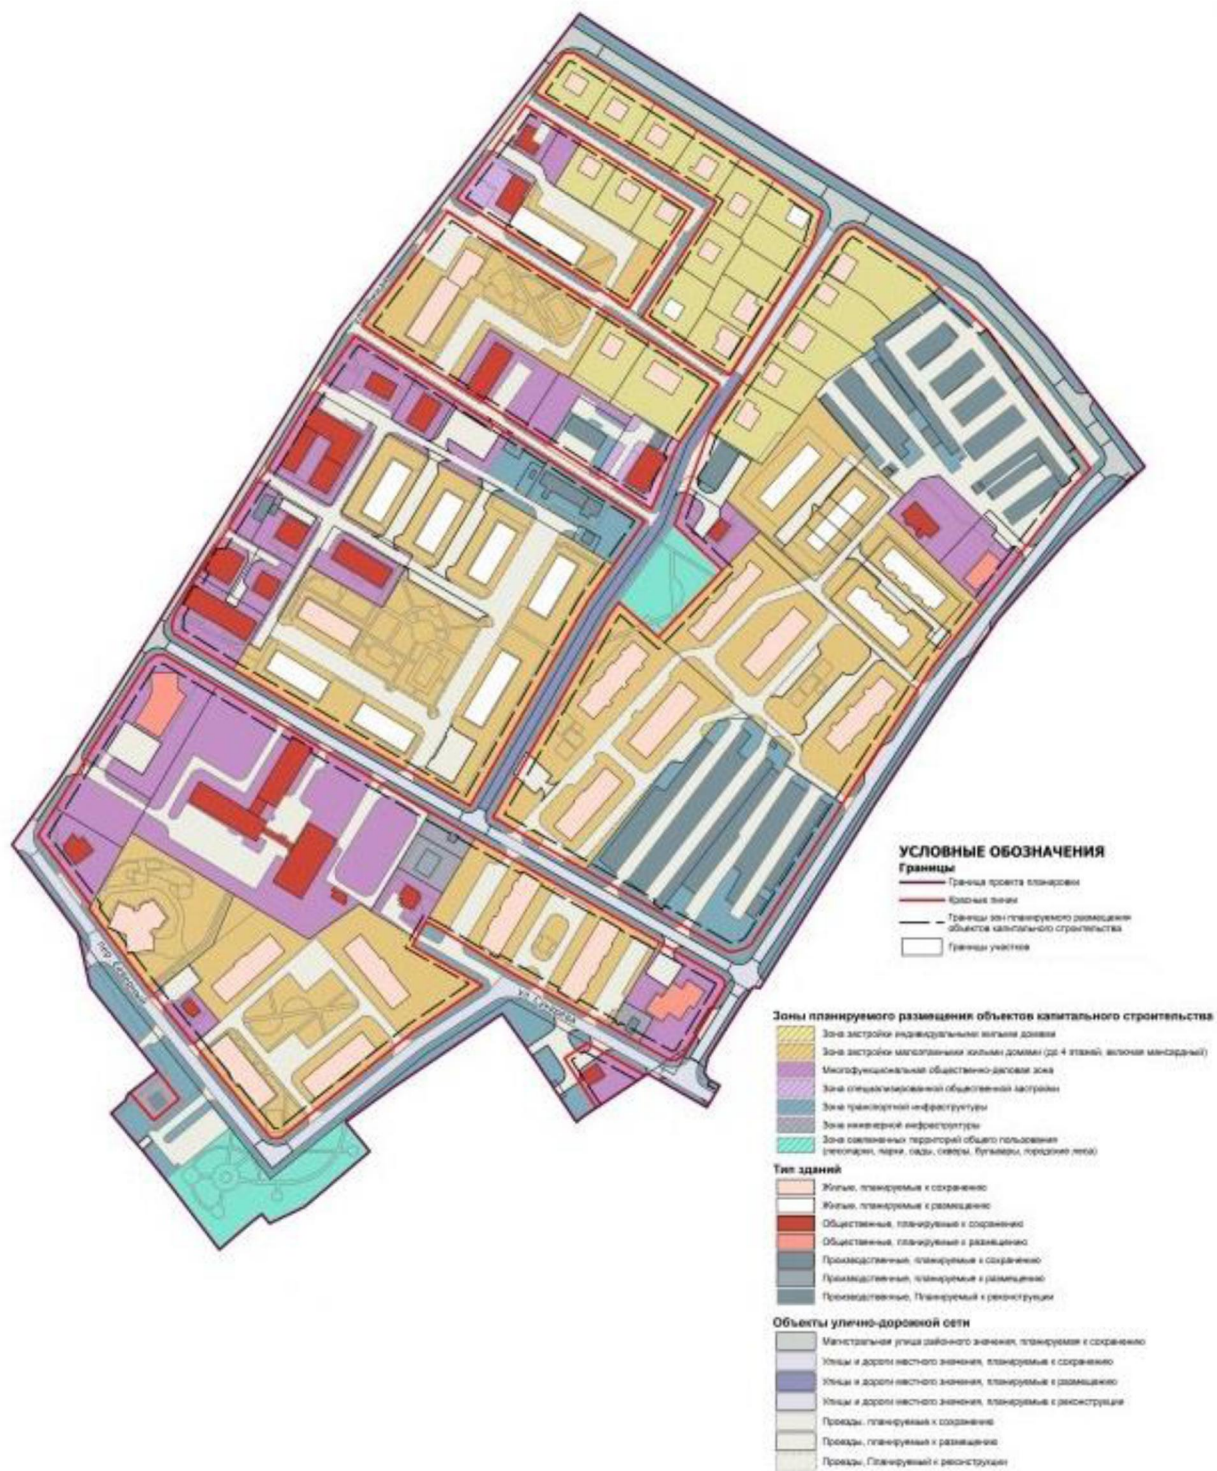 пер. Северный
ул. Сухарева
УСЛОВНЫЕ ОБОЗНАЧЕНИЯ
Границы
Граница проекта планировки
Красные линии
Границы зон планируемого размещения
объектов капитального строительства
Границы участков
Зоны планируемого размещения объектов капитального строительства
Зона застройки индивидуальными жилыми домами
Зона застройки малоэтажными жилыми домами (до 4 этажей, включая мансардный)
Многофункциональная общественно-деловая зона
Зона специализированной общественной застройки
Зона транспортной инфраструктуры
Зона инженерной инфраструктуры
Зона озелененных территорий общего пользования
(лесопарки, парки, сады, скверы, бульвары, городские леса)
Тип зданий
Жилые, планируемые к сохранению
Жилые, планируемые к размещению
Общественные, планируемые к сохранению
Общественные, планируемые к размещению
Производственные, планируемые к сохранению
Производственные, планируемые к размещению
Производственные, Планируемый к реконструкции
Объекты улично-дорожной сети
Магистральная улица районного значения, планируемая к сохранению
Улицы и дороги местного значения, планируемые к сохранению
Улицы и дороги местного значения, планируемые к размещению
Улицы и дороги местного значения, планируемые к реконструкции
Проезды, планируемые к сохранению
Проезды, планируемые к размещению
Проезды, Планируемый к реконструкции